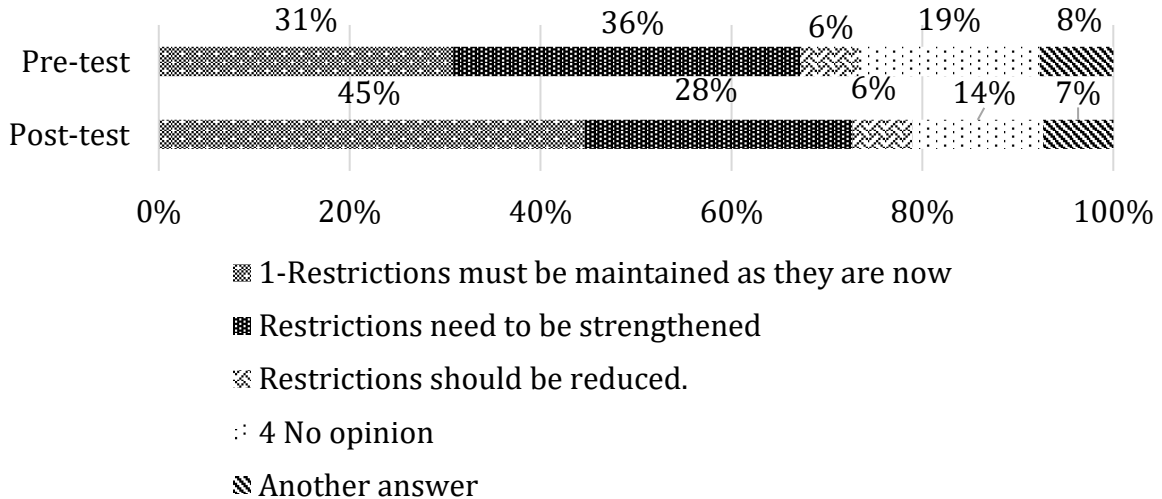 31% 36% 6% 19% 8%
Pre-test
45% 28% 6% 14% 7%
Post-test
0% 20% 40% 60% 80% 100%
1-Restrictions must be maintained as they are now
Restrictions need to be strengthened
Restrictions should be reduced.
4 No opinion
Another answer